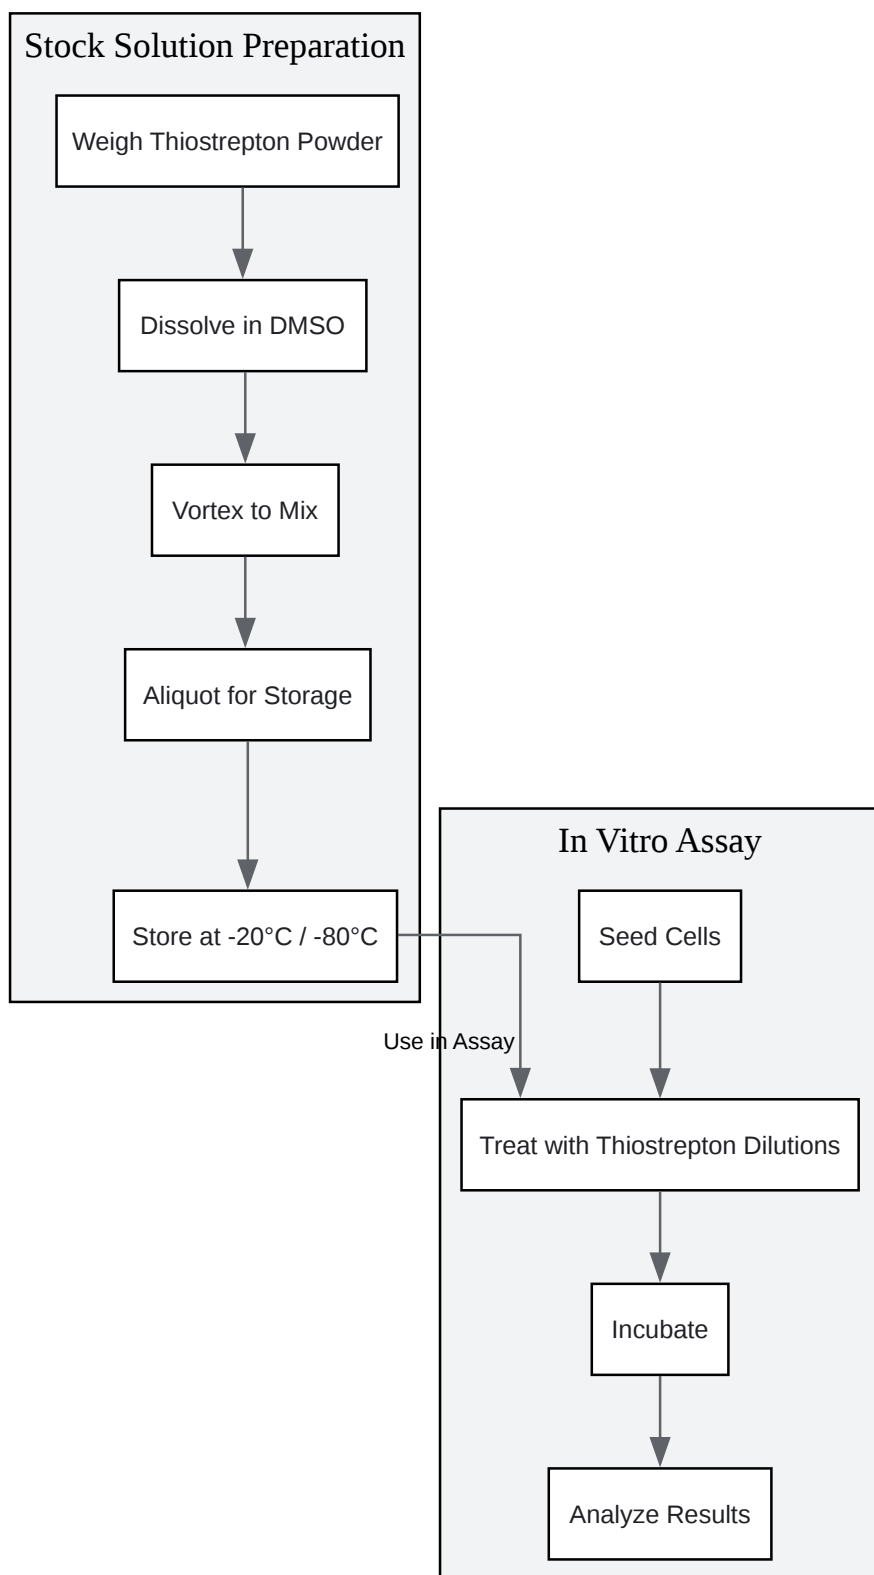 Stock Solution Preparation
Weigh Thiostrepton Powder
Dissolve in DMSO
Vortex to Mix
Aliquot for Storage
Store at -20°C / -80°C
Use in Assay
In Vitro Assay
Seed Cells
Treat with Thiostrepton Dilutions
Incubate
Analyze Results